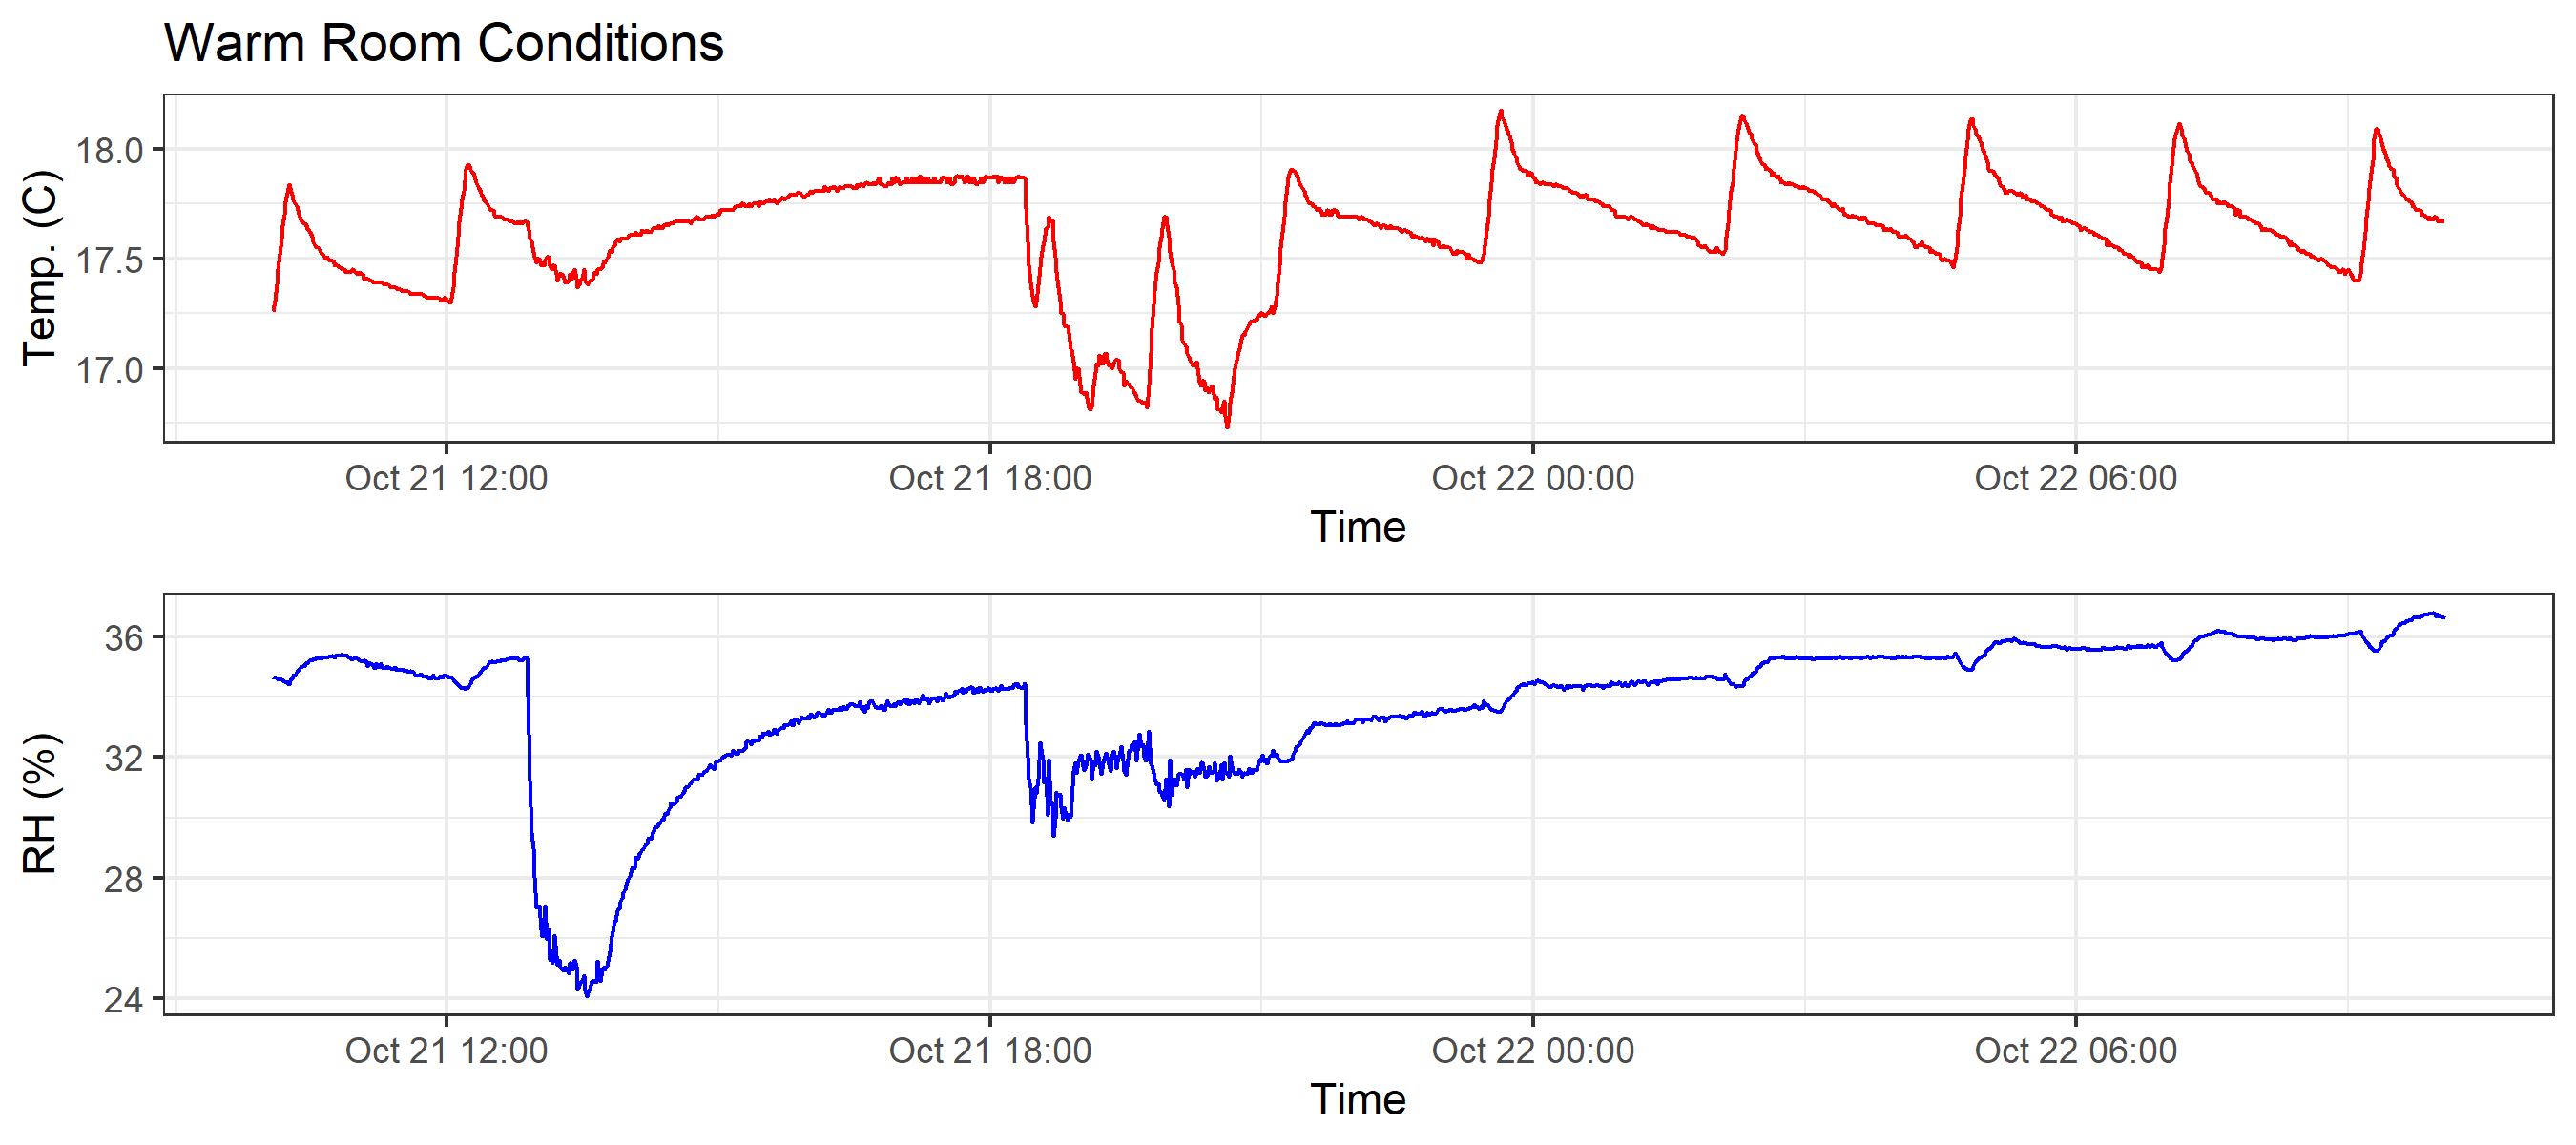 Warm Room Conditions
Temp. (C)
18.0
17.5
17.0
Oct 21 12:00 Oct 21 18:00 Oct 22 00:00 Oct 22 06:00
Time
RH (%)
36
32
28
24
Oct 21 12:00 Oct 21 18:00 Oct 22 00:00 Oct 22 06:00
Time